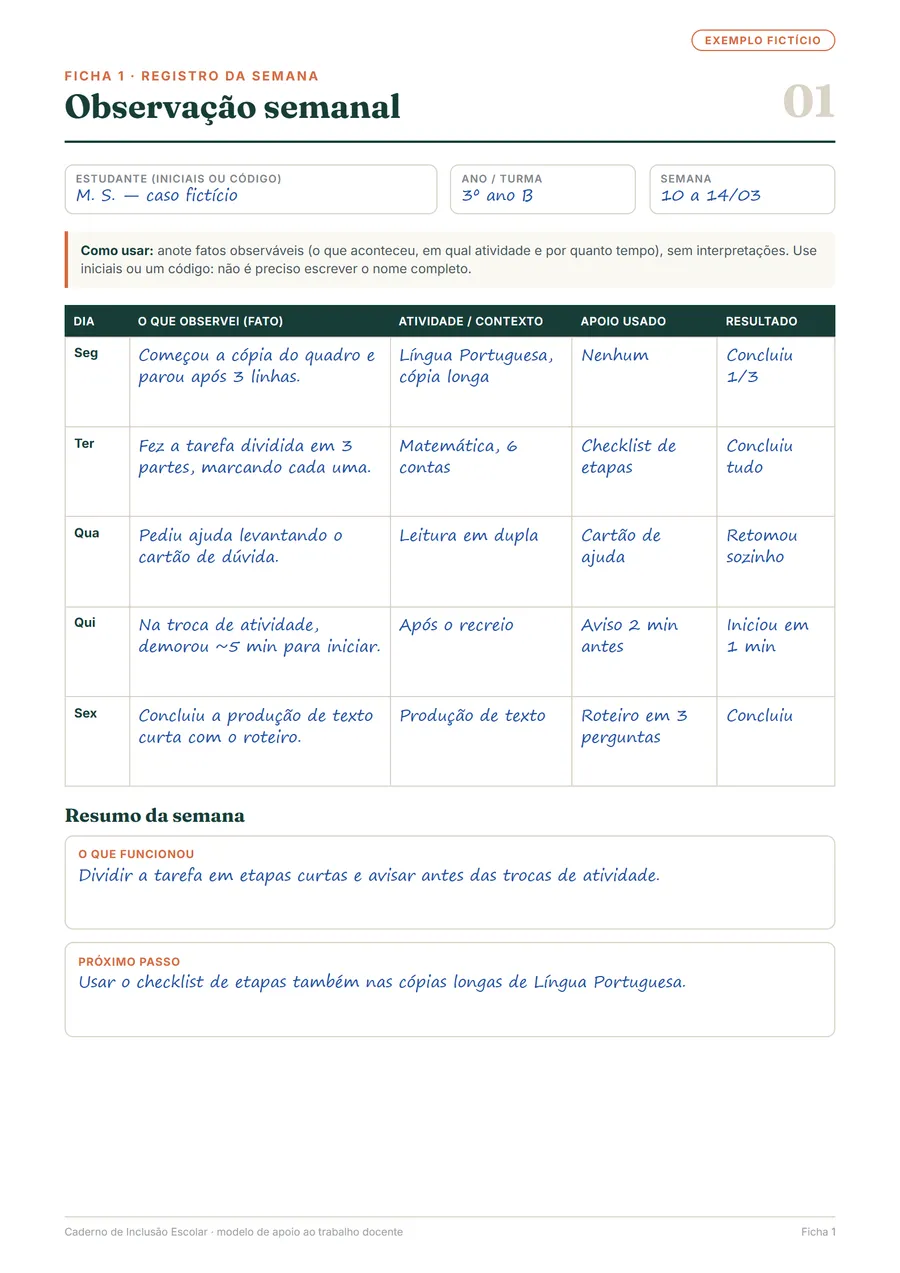 EXEMPLO FICTÍCIO
FICHA 1 · REGISTRO DA SEMANA
Observação semanal
01
ESTUDANTE (INICIAIS OU CÓDIGO)
M. S. — caso fictício
ANO / TURMA
3º ano B
SEMANA
10 a 14/03
Como usar: anote fatos observáveis (o que aconteceu, em qual atividade e por quanto tempo), sem interpretações. Use
iniciais ou um código: não é preciso escrever o nome completo.
DIA O QUE OBSERVEI (FATO) ATIVIDADE / CONTEXTO APOIO USADO RESULTADO
Seg Começou a cópia do quadro e Língua Portuguesa, Nenhum Concluiu
parou após 3 linhas. cópia longa 1/3
Ter Fez a tarefa dividida em 3 Matemática, 6 Checklist de Concluiu
partes, marcando cada uma. contas etapas tudo
Qua Pediu ajuda levantando o Leitura em dupla Cartão de Retomou
cartão de dúvida. ajuda sozinho
Qui Na troca de atividade, Após o recreio Aviso 2 min Iniciou em
demorou ~5 min para iniciar. antes 1 min
Sex Concluiu a produção de texto Produção de texto Roteiro em 3 Concluiu
curta com o roteiro. perguntas
Resumo da semana
O QUE FUNCIONOU
Dividir a tarefa em etapas curtas e avisar antes das trocas de atividade.
PRÓXIMO PASSO
Usar o checklist de etapas também nas cópias longas de Língua Portuguesa.
Caderno de Inclusão Escolar · modelo de apoio ao trabalho docente
Ficha 1